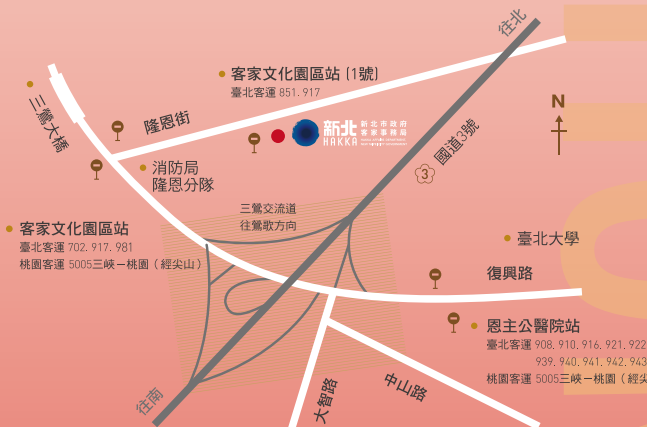 往北
客家文化園區站 (1號)
臺北客運 851.917
N
三鶯大橋
隆恩街
新北
HAKKA
新北市政府
客家事務局
國道3號
3
消防局
隆恩分隊
三鶯交流道
往鶯歌方向
客家文化園區站
臺北客運 702.917.981
桃園客運 5005三峽－桃園（經尖山）
臺北大學
復興路
恩主公醫院站
臺北客運 908.910.916.921.922
939.940.941.942.943
桃園客運 5005三峽－桃園（經尖
中山路
大智路
往南